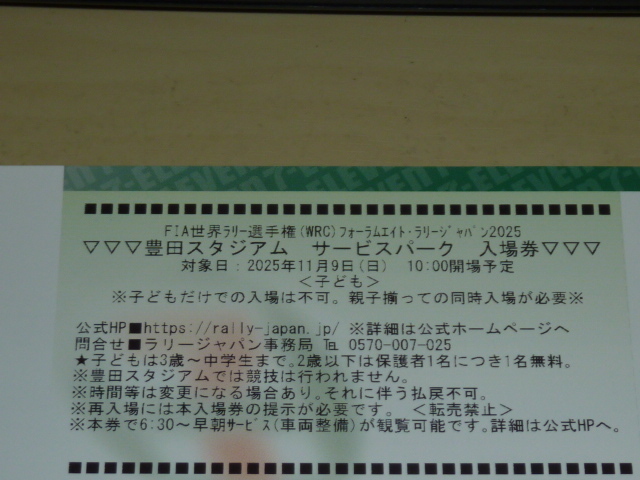 7-ELEVEN
■■■■■■■■■■■■■■■■■■■■■■■■■■■■■■■■■■■■■■■
FIA世界ﾗﾘｰ選手権(WRC)ﾌｫｰﾗﾑｴｲﾄ･ﾗﾘｰｼﾞｬﾊﾟﾝ2025
▽▽▽豊田スタジアム　サービスパーク　入場券▽▽▽
対象日：2025年11月9日(日)　10:00開場予定
＜子ども＞
※子どもだけでの入場は不可。親子揃っての同時入場が必要※
公式HP■https://rally-japan.jp/ ※詳細は公式ホームページへ
問合せ■ラリージャパン事務局 ℡ 0570-007-025
★子どもは3歳～中学生まで｡2歳以下は保護者1名につき1名無料。
※豊田スタジアムでは競技は行われません。
※時間等は変更になる場合あり｡それに伴う払戻不可。
※再入場には本入場券の提示が必要です。＜転売禁止＞
※本券で6:30～早朝ｻｰﾋﾞｽ(車両整備)が観覧可能です｡詳細は公式HPへ。
■■■■■■■■■■■■■■■■■■■■■■■■■■■■■■■■■■■■■■■